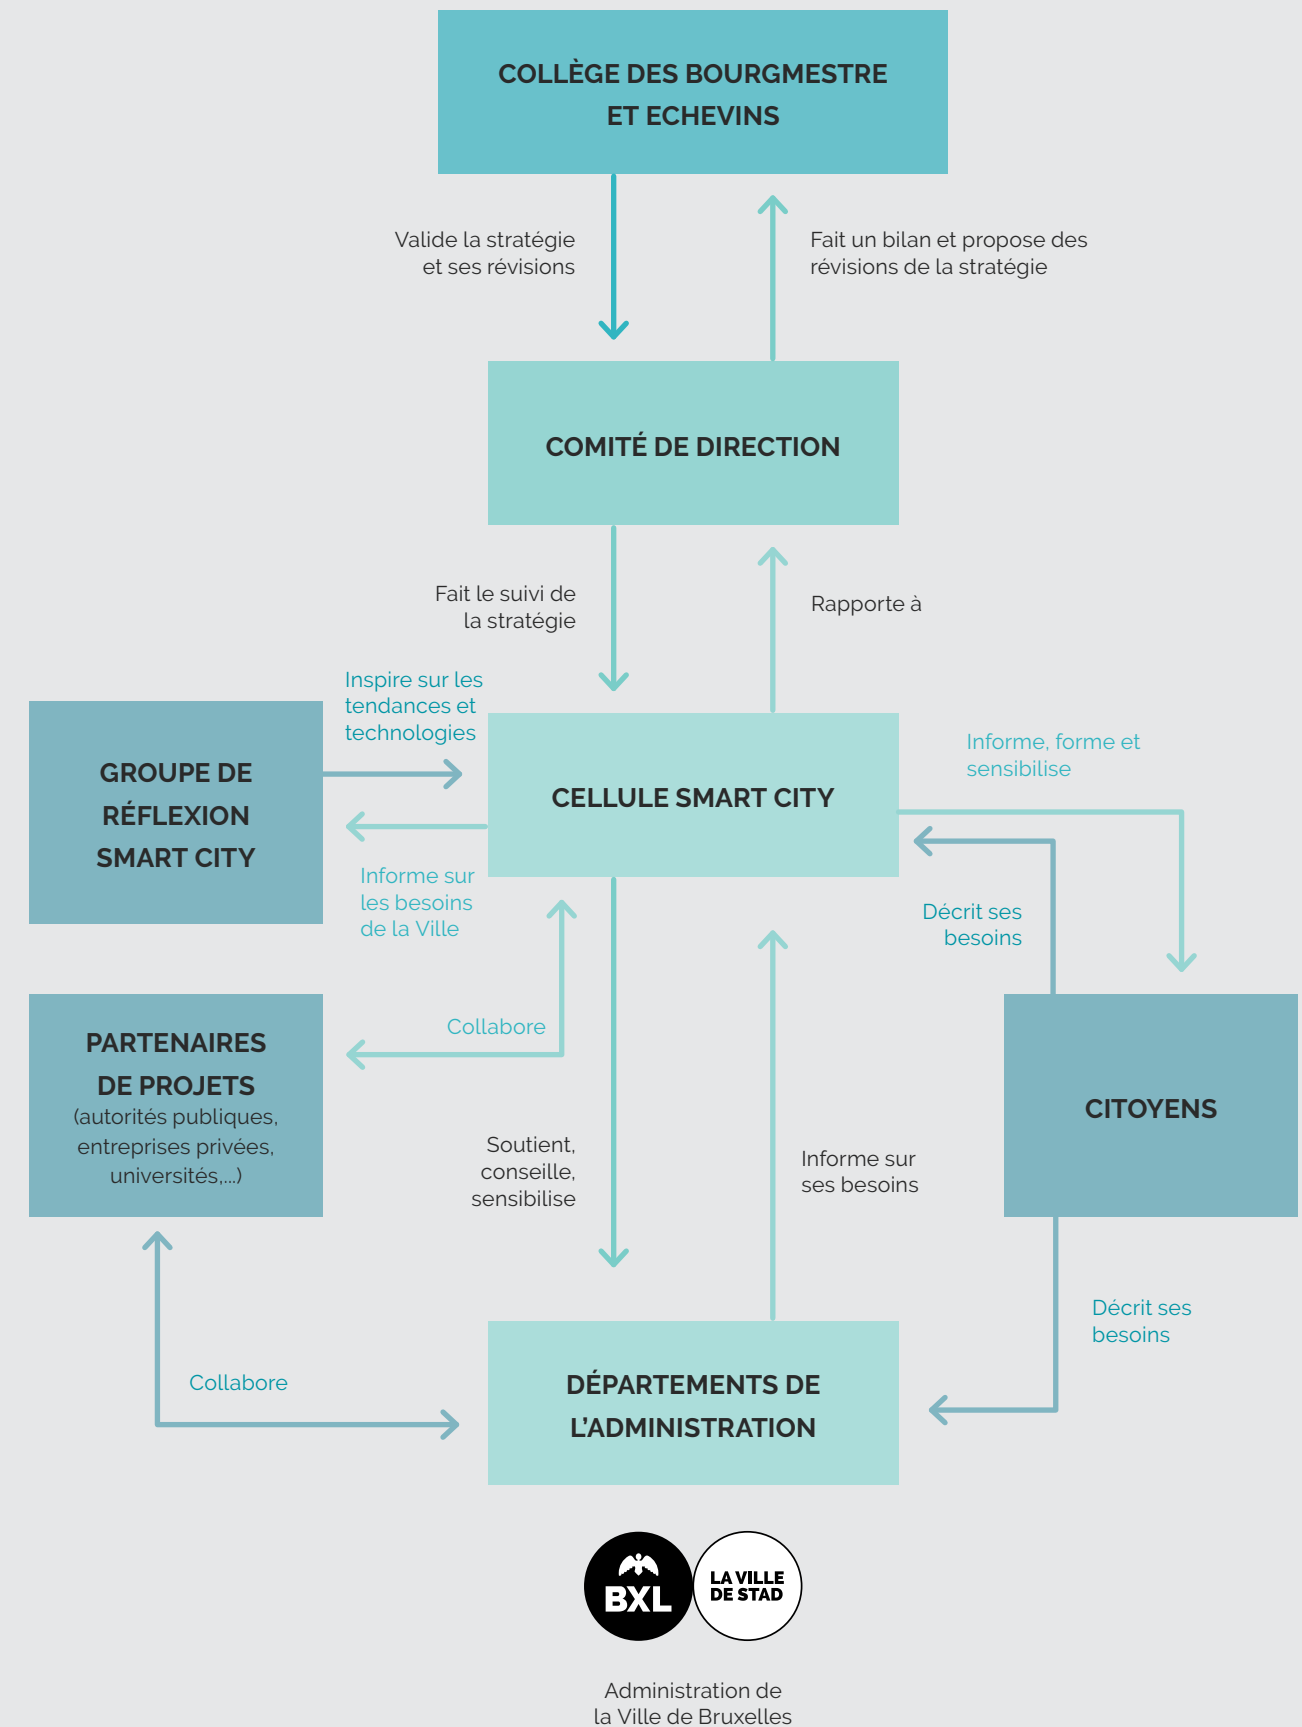 COLLÈGE DES BOURGMESTRE
ET ECHEVINS
Valide la stratégie
et ses révisions
Fait un bilan et propose des
révisions de la stratégie
COMITÉ DE DIRECTION
Fait le suivi de
la stratégie
Rapporte à
Inspire sur les
tendances et
technologies
GROUPE DE
RÉFLEXION
SMART CITY
CELLULE SMART CITY
Informe, forme et
sensibilise
Informe sur
les besoins
de la Ville
Décrit ses
besoins
Collabore
PARTENAIRES
DE PROJETS
(autorités publiques,
entreprises privées,
universités,...)
CITOYENS
Soutient,
conseille,
sensibilise
Informe sur
ses besoins
Décrit ses
besoins
Collabore
DÉPARTEMENTS DE
L’ADMINISTRATION
BXL
LA VILLE
DE STAD
Administration de
la Ville de Bruxelles